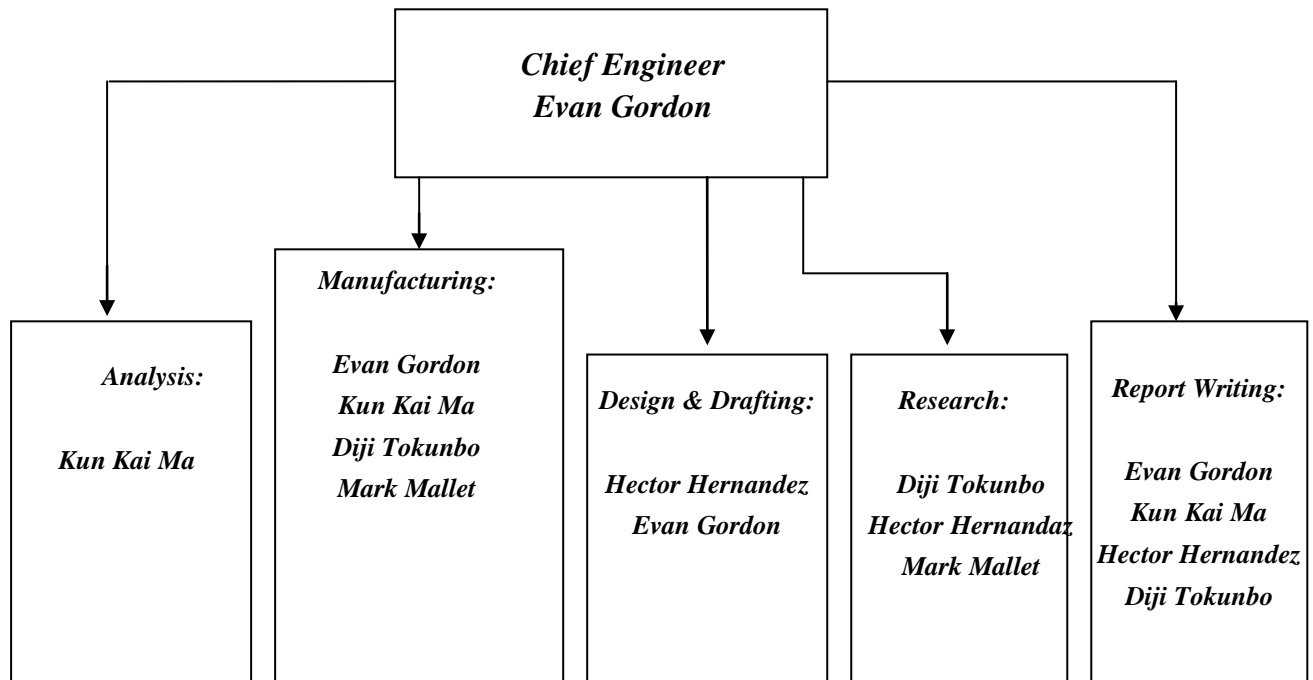 Chief Engineer
Evan Gordon
Analysis:
Kun Kai Ma
Manufacturing:
Evan Gordon
Kun Kai Ma
Diji Tokunbo
Mark Mallet
Design & Drafting:
Hector Hernandez
Evan Gordon
Research:
Diji Tokunbo
Hector Hernandaz
Mark Mallet
Report Writing:
Evan Gordon
Kun Kai Ma
Hector Hernandez
Diji Tokunbo